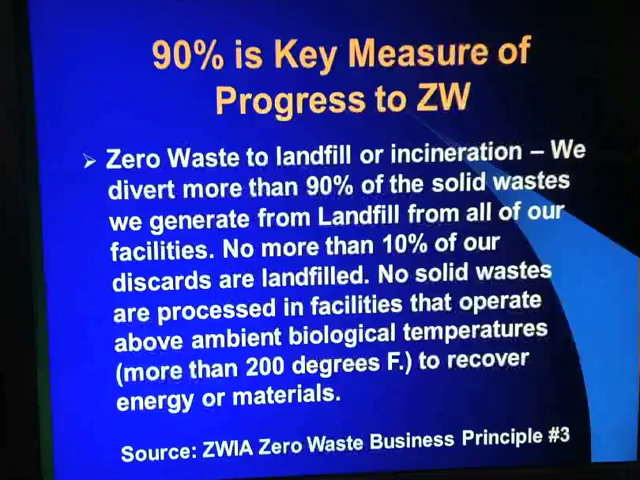 90% is Key Measure of
Progress to ZW
➢ Zero Waste to landfill or incineration – We
divert more than 90% of the solid wastes
we generate from Landfill from all of our
facilities. No more than 10% of our
discards are landfilled. No solid wastes
are processed in facilities that operate
above ambient biological temperatures
(more than 200 degrees F.) to recover
energy or materials.
Source: ZWIA Zero Waste Business Principle #3